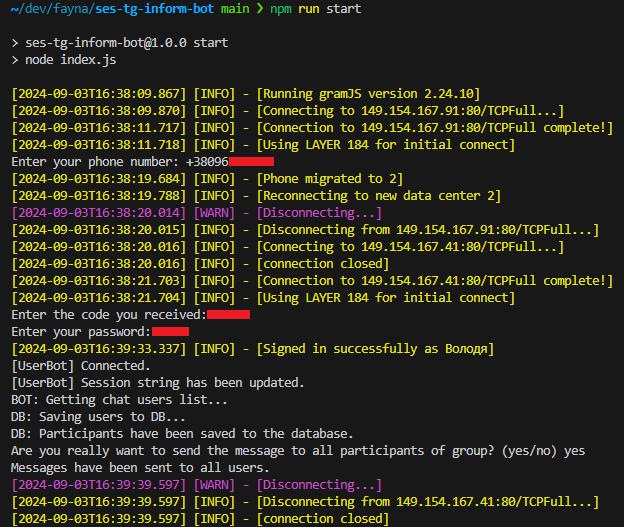 ~/dev/fayna/ses-tg-inform-bot main ❯ npm run start
> ses-tg-inform-bot@1.0.0 start
> node index.js
[2024-09-03T16:38:09.867] [INFO] - [Running gramJS version 2.24.10]
[2024-09-03T16:38:09.870] [INFO] - [Connecting to 149.154.167.91:80/TCPFull...]
[2024-09-03T16:38:11.717] [INFO] - [Connection to 149.154.167.91:80/TCPFull complete!]
[2024-09-03T16:38:11.718] [INFO] - [Using LAYER 184 for initial connect]
Enter your phone number: +38096
[2024-09-03T16:38:19.684] [INFO] - [Phone migrated to 2]
[2024-09-03T16:38:19.788] [INFO] - [Reconnecting to new data center 2]
[2024-09-03T16:38:20.014] [WARN] - [Disconnecting...]
[2024-09-03T16:38:20.015] [INFO] - [Disconnecting from 149.154.167.91:80/TCPFull...]
[2024-09-03T16:38:20.016] [INFO] - [Connecting to 149.154.167.41:80/TCPFull...]
[2024-09-03T16:38:20.016] [INFO] - [connection closed]
[2024-09-03T16:38:21.703] [INFO] - [Connection to 149.154.167.41:80/TCPFull complete!]
[2024-09-03T16:38:21.704] [INFO] - [Using LAYER 184 for initial connect]
Enter the code you received:
Enter your password:
[2024-09-03T16:39:33.337] [INFO] - [Signed in successfully as Володя]
[UserBot] Connected.
[UserBot] Session string has been updated.
BOT: Getting chat users list...
DB: Saving users to DB...
DB: Participants have been saved to the database.
Are you really want to send the message to all participants of group? (yes/no) yes
Messages have been sent to all users.
[2024-09-03T16:39:39.597] [WARN] - [Disconnecting...]
[2024-09-03T16:39:39.597] [INFO] - [Disconnecting from 149.154.167.41:80/TCPFull...]
[2024-09-03T16:39:39.597] [INFO] - [connection closed]